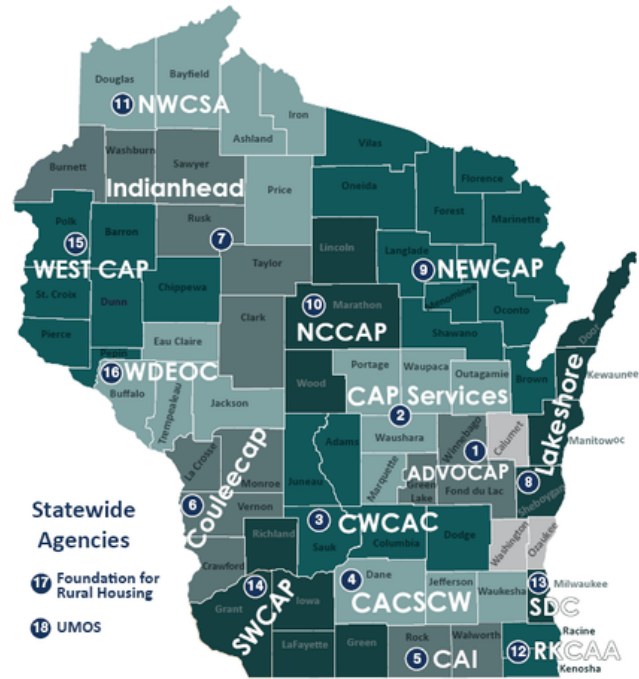 Douglas
Bayfield
11 NWCSA
Iron
Ashland
Vilas
Washburn
Burnett
Sawyer
Florence
Indianhead
Price
Oneida
Forest
Marinette
Polk
Rusk
15
Barron
7
Lincoln
Langlade
WEST CAP
Taylor
9 NEWCAP
St. Croix
Chippewa
Menominee
Dunn
10 Marathon
Oconto
Clark
NCCAP
Pierce
Shawano
Door
Eau Claire
Pepin
Portage
Waupaca
16 WDEOC
Outagamie
Kewaunee
Wood
Brown
Buffalo
CAP Services
Trempealeau
Jackson
2
Lakeshore
Waushara
Winnebago
Calumet
Manitowoc
Adams
1
La Crosse
Marquette
ADVOCAP
Juneau
Green
Lake
Fond du Lac
Monroe
8
Sheboygan
6
Vernon
Couleecap
Statewide
Agencies
3 CWCAC
Richland
Sauk
Columbia
Dodge
Washington
Ozaukee
Crawford
17 Foundation for
Rural Housing
14
4 Dane
Jefferson
Waukesha
13 Milwaukee
Grant
Iowa
CACSCW
SDC
SWCAP
18 UMOS
Racine
LaFayette
Green
Rock
Walworth
5 CAI
12 RKCAA
Kenosha